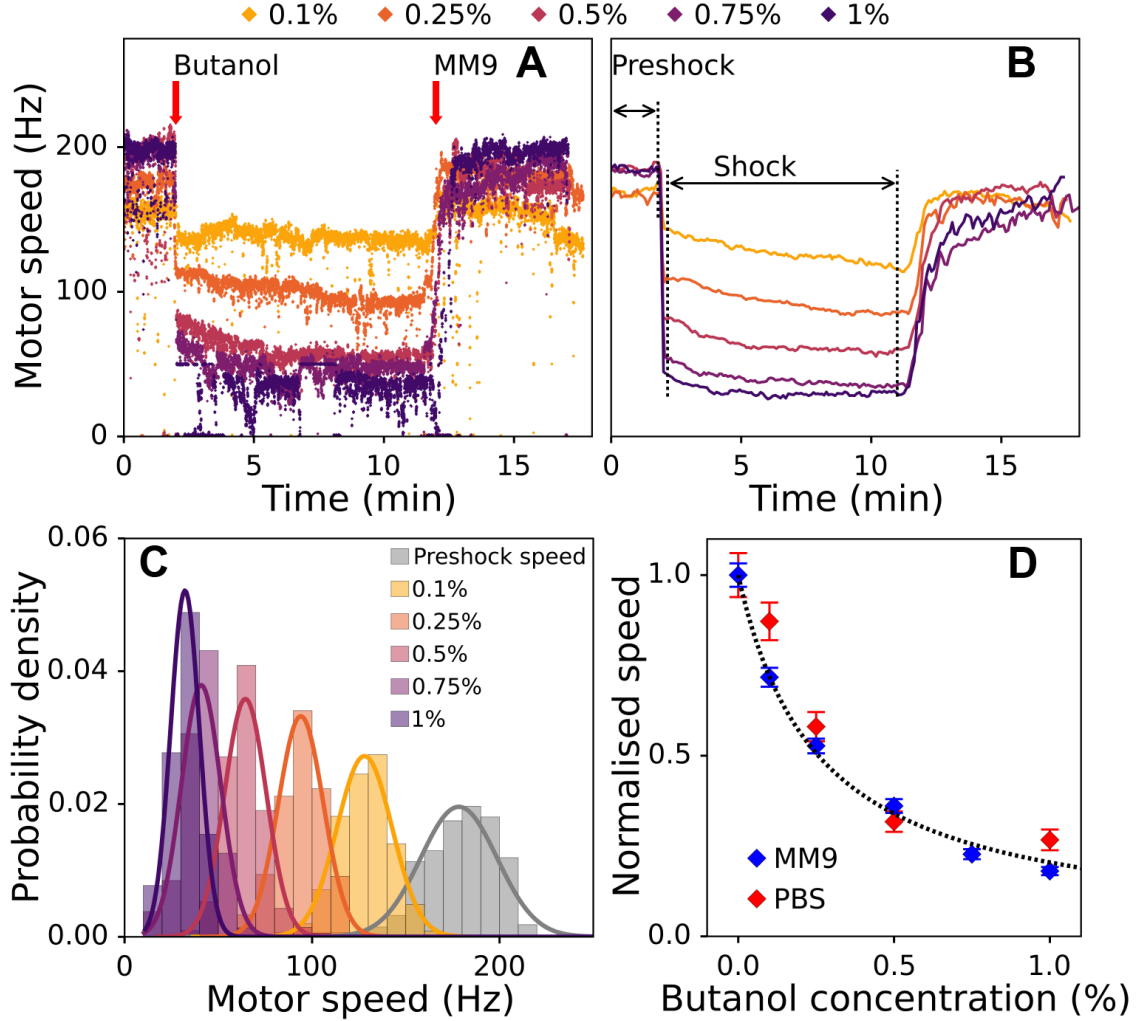 0.1% 0.25% 0.5% 0.75% 1%
Butanol MM9 A
Motor speed (Hz)
200
100
0
0 5 10 15
Time (min)
Preshock B
Shock
0 5 10 15
Time (min)
C
Probability density
0.06
0.04
0.02
0.00
Preshock speed
0.1%
0.25%
0.5%
0.75%
1%
0 100 200
Motor speed (Hz)
D
Normalised speed
1.0
0.5
0.0
MM9
PBS
0.0 0.5 1.0
Butanol concentration (%)